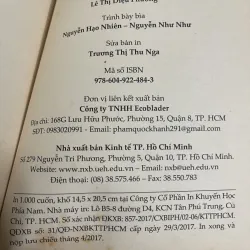 Lê Thị Diệu Phương
Trình bày bìa
Nguyễn Hạo Nhiên – Nguyễn Như Như
Sửa bản in
Trương Thị Thu Nga
Mã số ISBN
978-604-922-484-3
Đơn vị liên kết xuất bản
Công ty TNHH Ecoblader
Địa chỉ: 168G Lưu Hữu Phước, Phường 15, Quận 8, TP. HCM
SĐT: 0983020991 - Email: phamquockhanh291@gmail.com
Nhà xuất bản Kinh tế TP. Hồ Chí Minh
Số 279 Nguyễn Tri Phương, Phường 5, Quận 10, TP. Hồ Chí Minh.
Website: www.nxb.ueh.edu.vn – Email: nxb@ueh.edu.vn
Điện thoại: (08) 38.575.466 – Fax: 38.550.783
In 1.000 cuốn, khổ 14,5 x 20,5 cm tại Công ty Cổ Phần In Khuyến Học
Phía Nam. Nhà máy in: Lô B5-8 đường D4, KCN Tân Phú Trung, Củ
Chi, TP. HCM. Số xác nhận ĐKXB: 857-2017/CXBIPH/02-06/KTTPHCM.
QĐXB số: 31/QĐ-NXBKTTPHCM cấp ngày 29/3/2017. In xong và
nộp lưu chiểu tháng 4/2017.